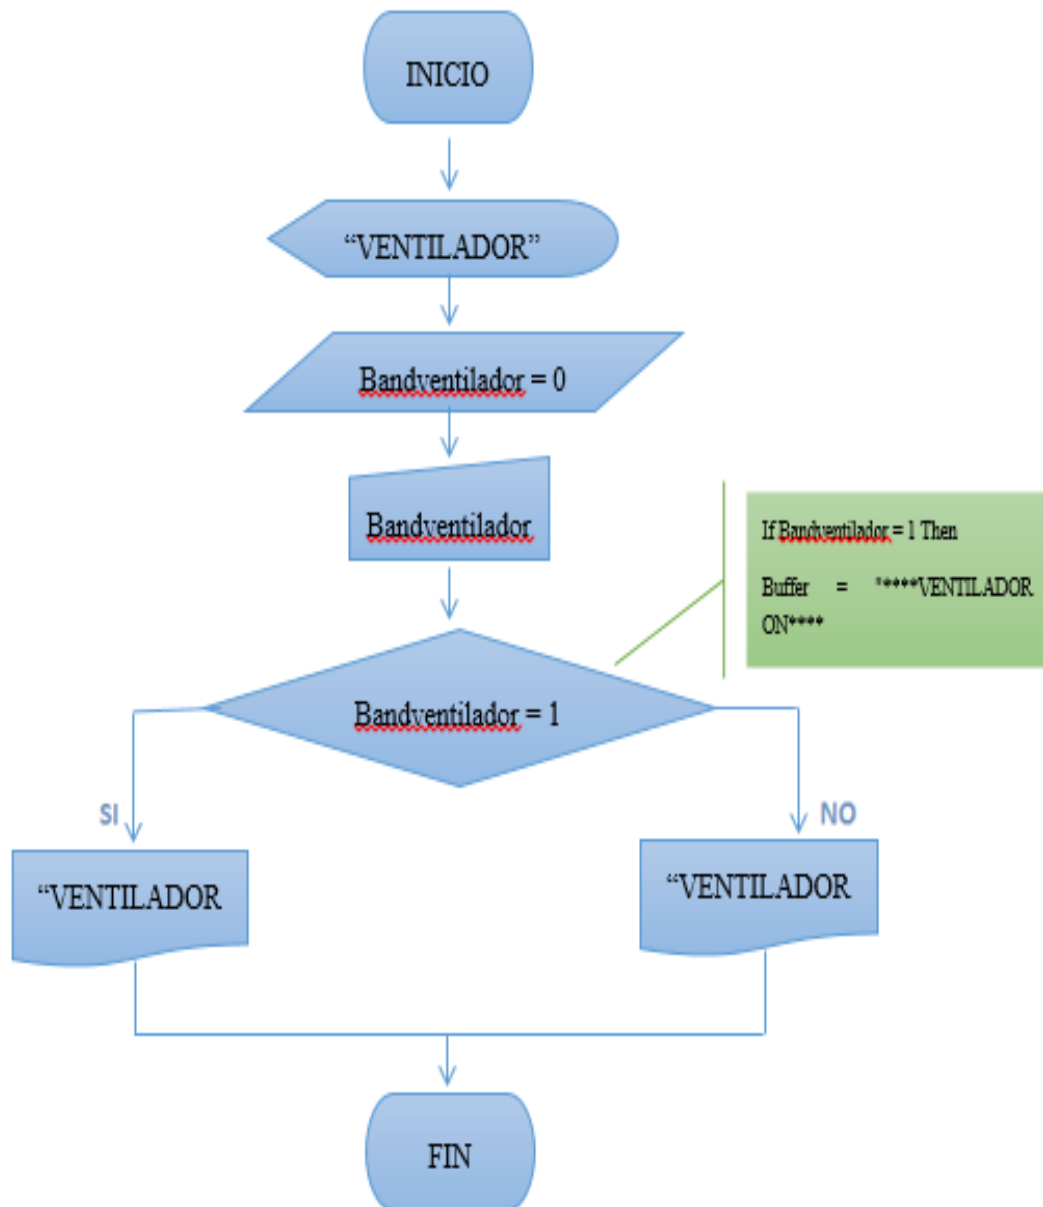 INICIO
“VENTILADOR”
Bandventilador = 0
Bandventilador
If Bandventilador = 1 Then
Buffer = "****VENTILADOR
ON****
Bandventilador = 1
SI
NO
“VENTILADOR
“VENTILADOR
FIN